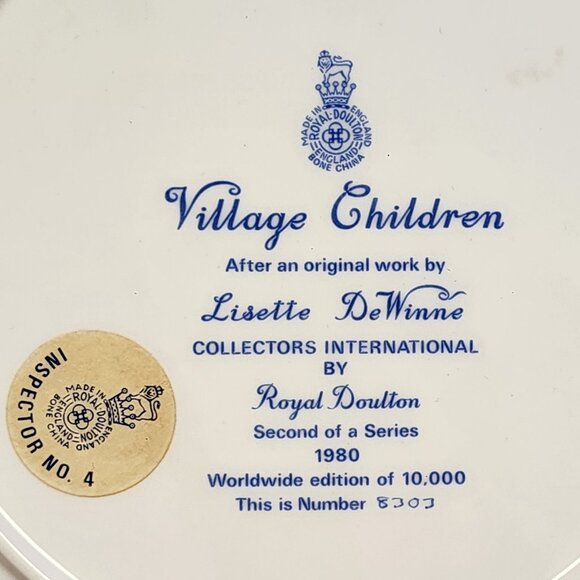 MADE IN ENGLAND
ROYAL DOULTON
ENGLAND
BONE CHINA
Village Children
After an original work by
Lisette DeWinne
COLLECTORS INTERNATIONAL
BY
Royal Doulton
Second of a Series
1980
Worldwide edition of 10,000
This is Number 8303
INSPECTOR NO. 4
MADE IN ENGLAND
ROYAL DOULTON
ENGLAND
BONE CHINA